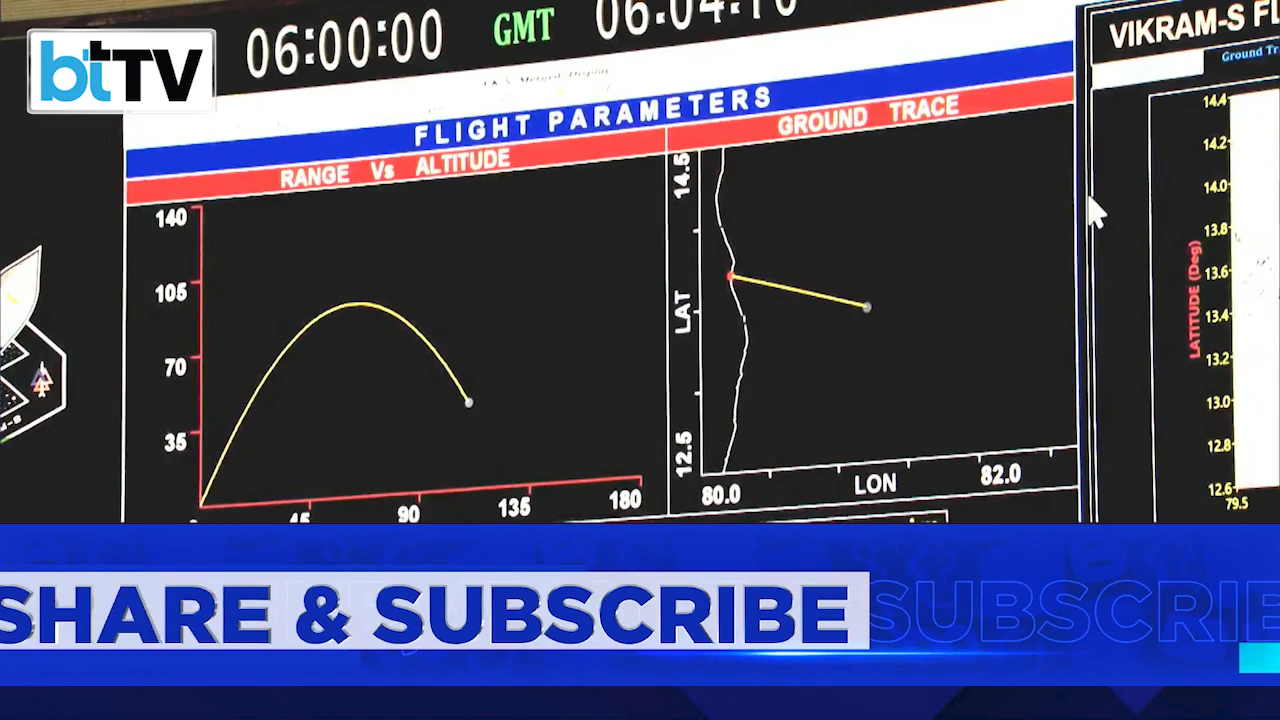 06:00:00 GMT
btTV
VIKRAM-S
Ground
FLIGHT PARAMETERS
RANGE Vs ALTITUDE
GROUND TRACE
140
105
70
35
45
90
135
180
14.5
LAT
12.5
80.0
LON
82.0
14.4
14.2
14.0
13.8
13.6
13.4
13.2
13.0
12.8
12.6
LATITUDE (Deg)
79.5
SHARE & SUBSCRIBE
SUBSCRIBE